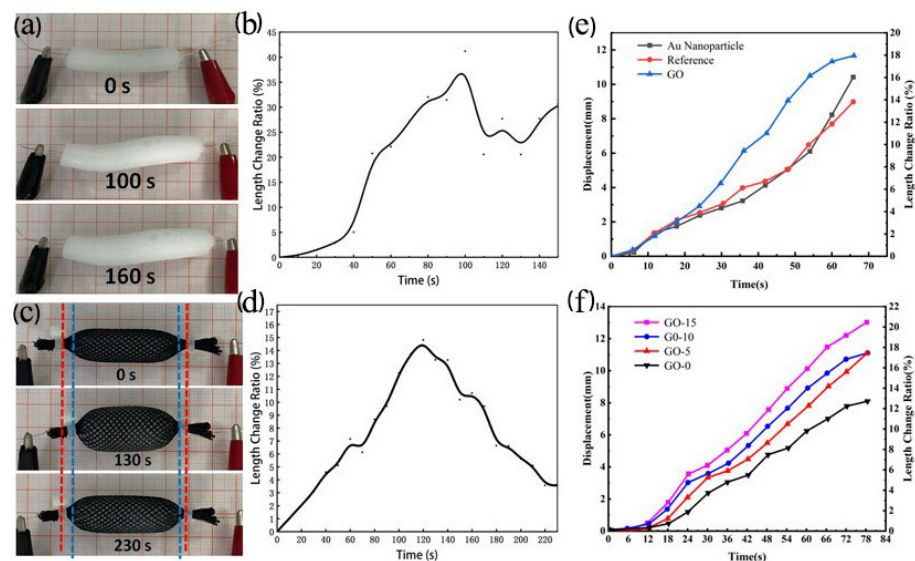 (a)
0 s
100 s
160 s
(b)
Length Change Ratio (%)
45
40
35
30
25
20
15
10
5
0
0 20 40 60 80 100 120 140
Time (s)
(c)
0 s
130 s
230 s
(d)
Length Change Ratio (%)
17
16
15
14
13
12
11
10
9
8
7
6
5
4
3
2
1
0
0 20 40 60 80 100 120 140 160 180 200 220
Time (s)
(e)
Au Nanoparticle
Reference
GO
Displacement(mm)
12
10
8
6
4
2
0
Length Change Ratio (%)
20
18
16
14
12
10
8
6
4
2
0
0 10 20 30 40 50 60 70 80
Time(s)
(f)
GO-15
G0-10
GO-5
GO-0
Displacement(mm)
14
12
10
8
6
4
2
0
Length Change Ratio(%)
22
20
18
16
14
12
10
8
6
4
2
0
0 6 12 18 24 30 36 42 48 54 60 66 72 78 84
Time(s)